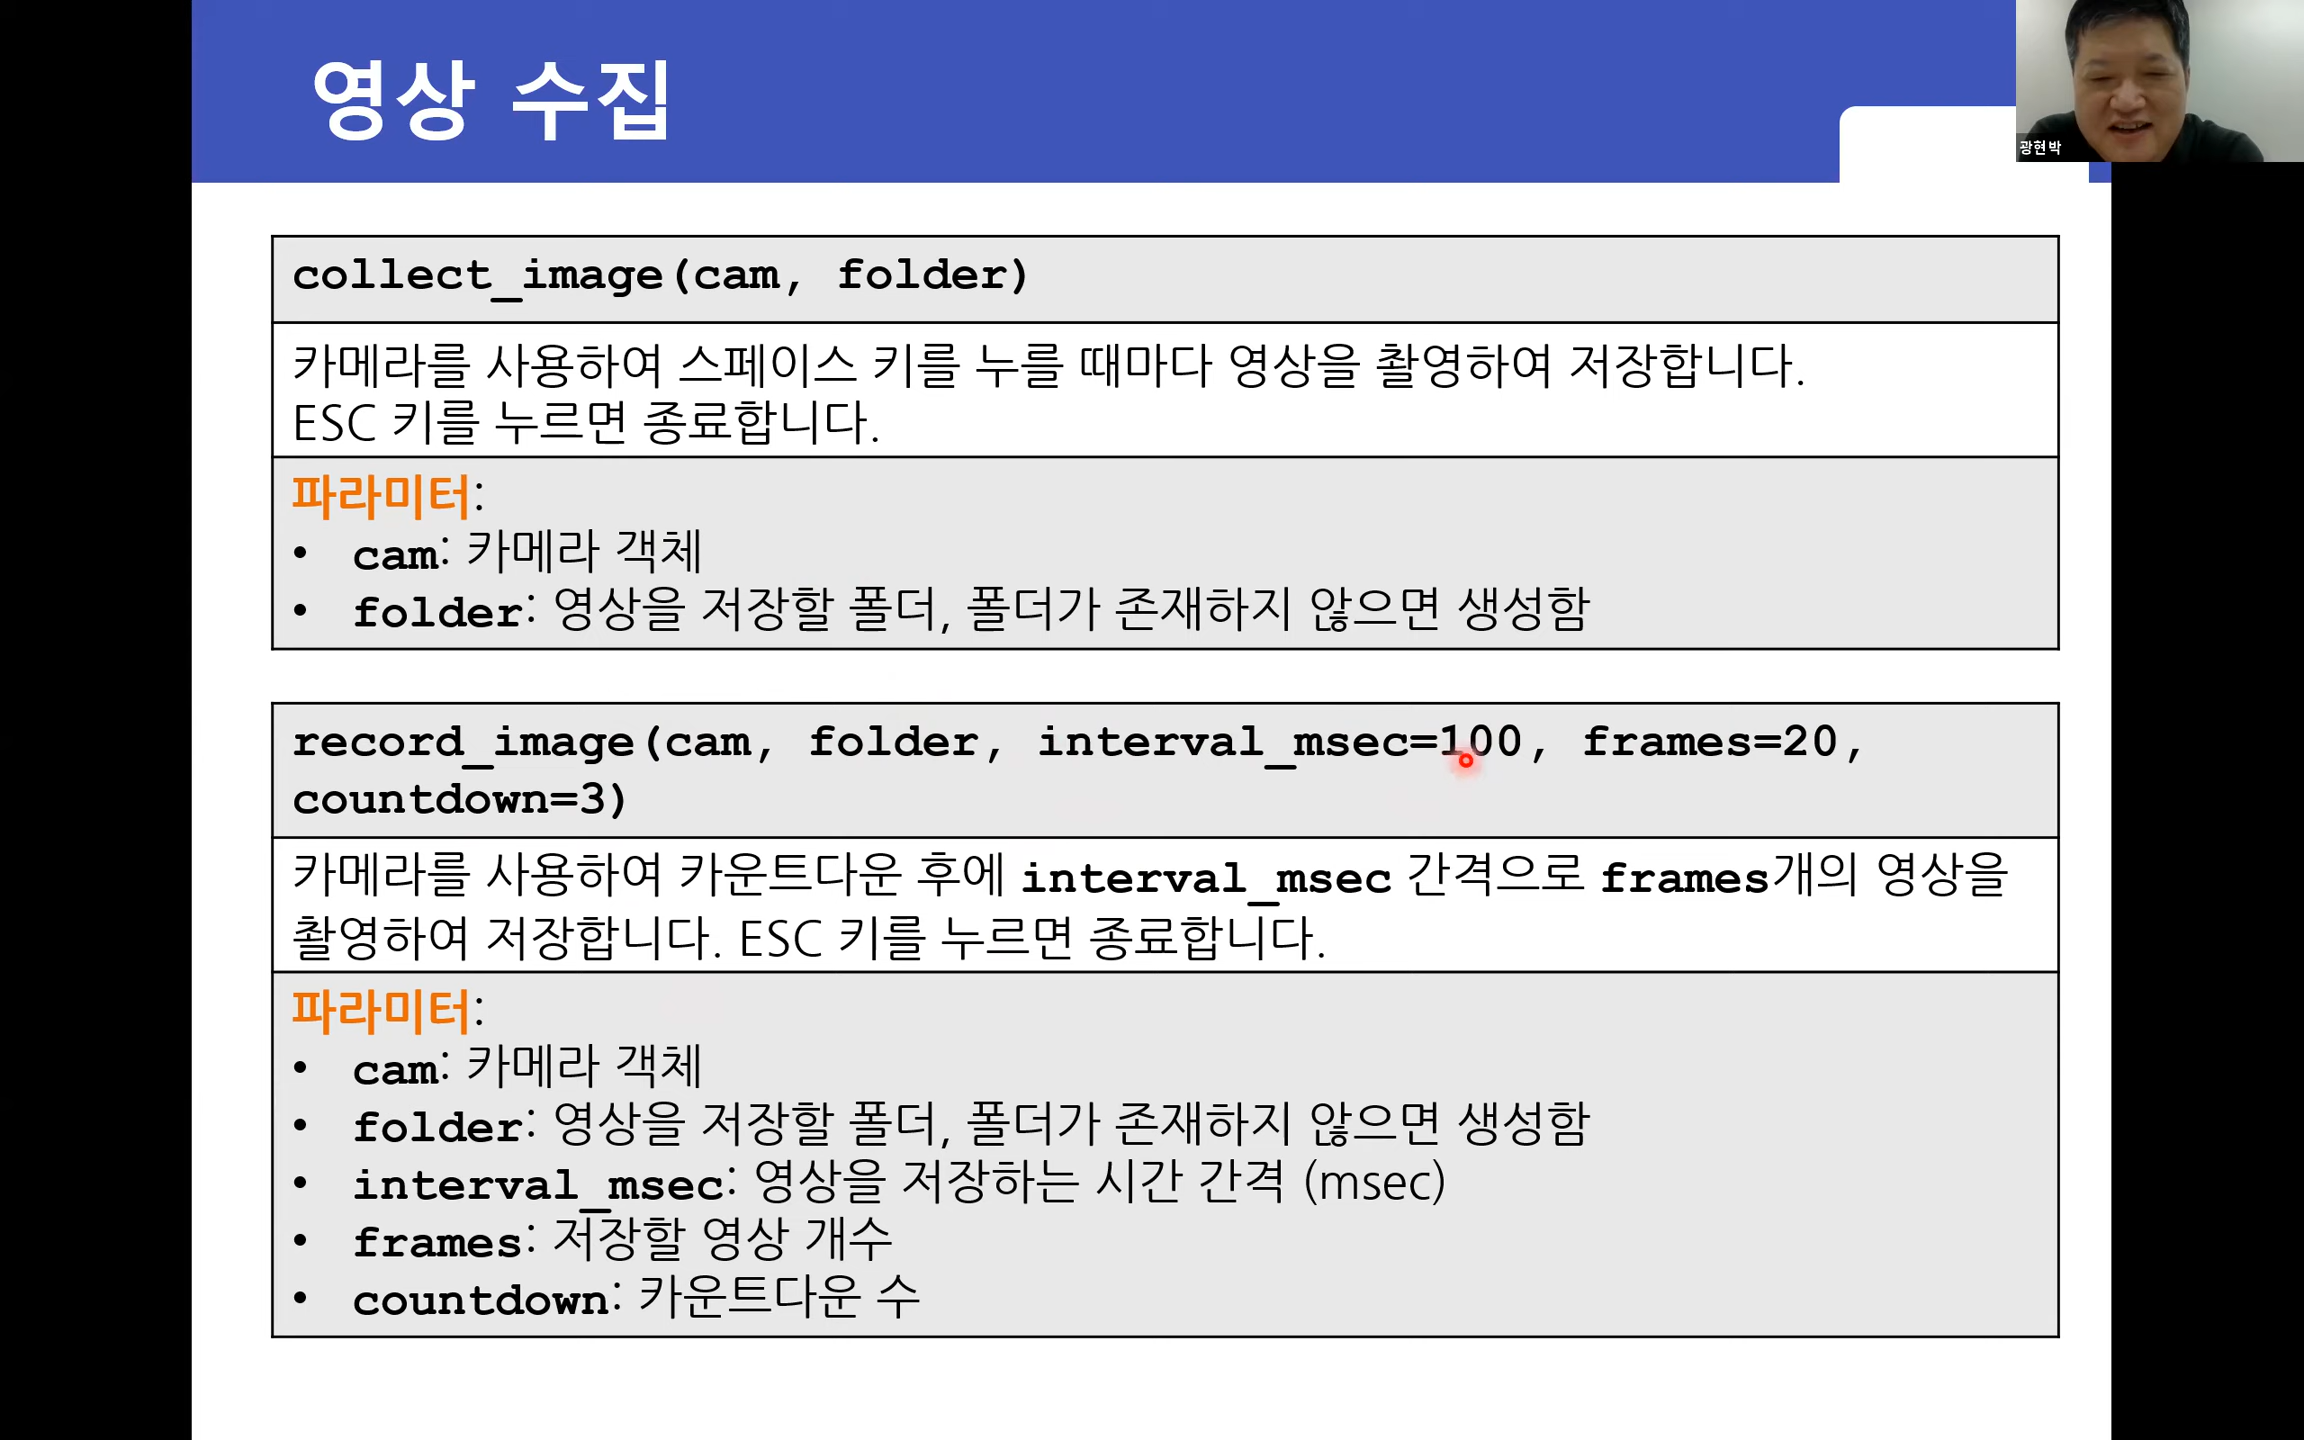 영상 수집
광현 박
collect_image(cam, folder)
카메라를 사용하여 스페이스 키를 누를 때마다 영상을 촬영하여 저장합니다.
ESC 키를 누르면 종료합니다.
파라미터:
• cam: 카메라 객체
• folder: 영상을 저장할 폴더, 폴더가 존재하지 않으면 생성함
record_image(cam, folder, interval_msec=100, frames=20,
countdown=3)
카메라를 사용하여 카운트다운 후에 interval_msec 간격으로 frames개의 영상을
촬영하여 저장합니다. ESC 키를 누르면 종료합니다.
파라미터:
• cam: 카메라 객체
• folder: 영상을 저장할 폴더, 폴더가 존재하지 않으면 생성함
• interval_msec: 영상을 저장하는 시간 간격 (msec)
• frames: 저장할 영상 개수
• countdown: 카운트다운 수